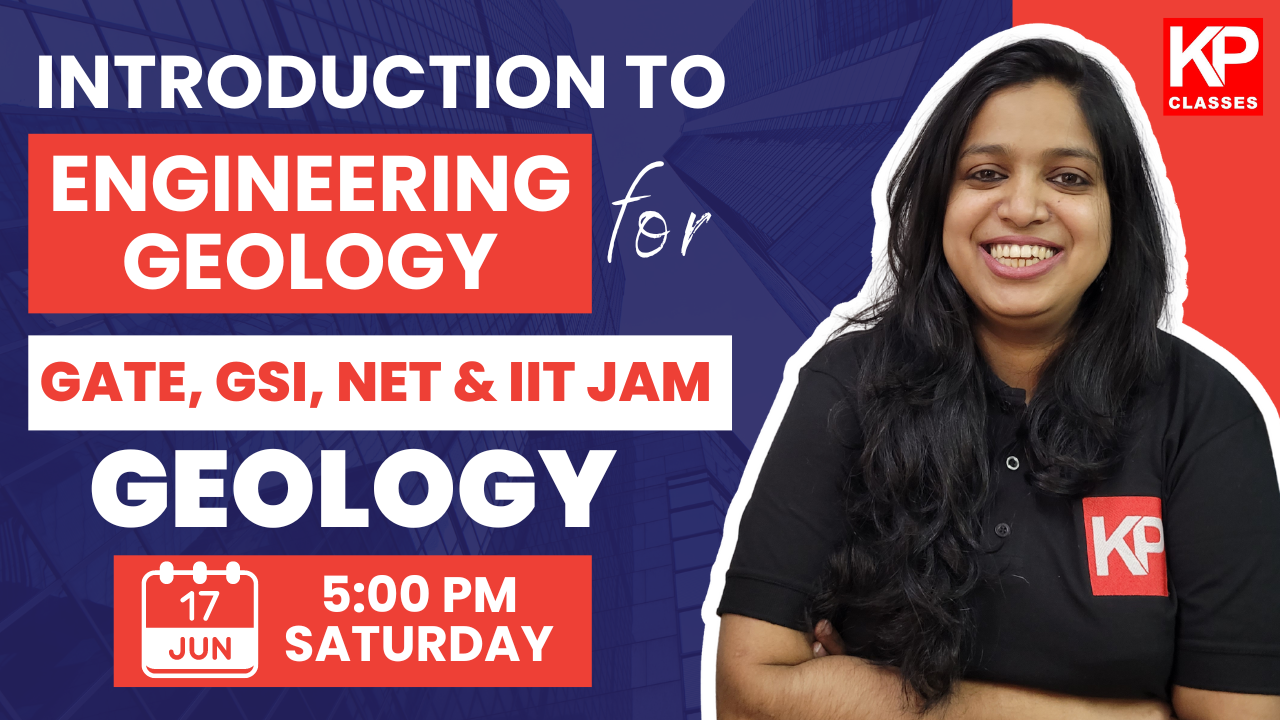 INTRODUCTION TO
ENGINEERING
GEOLOGY
for
GATE, GSI, NET & IIT JAM
GEOLOGY
17
JUN
5:00 PM
SATURDAY
KP
CLASSES
KP